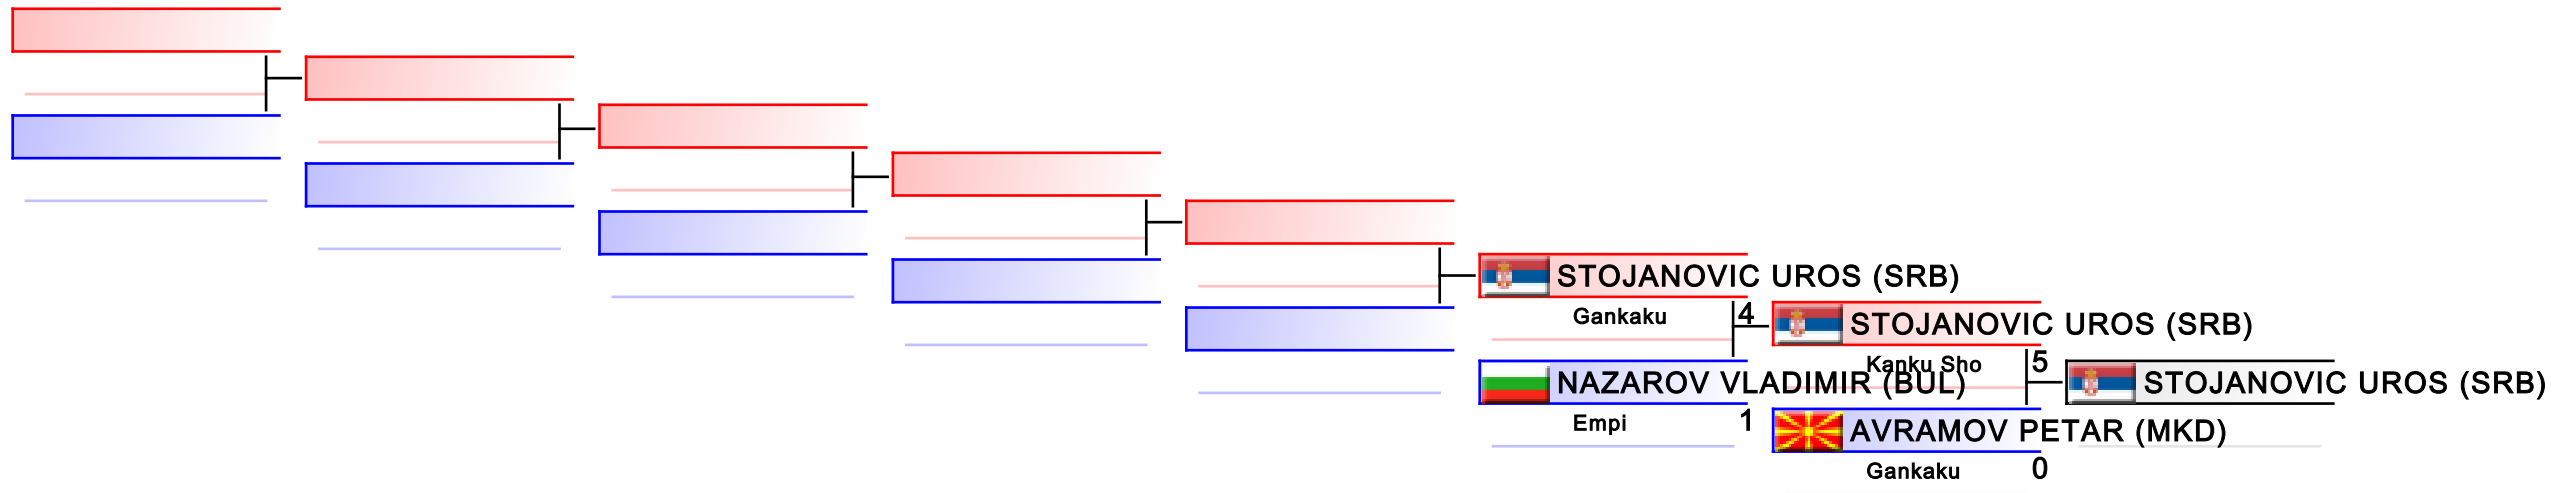 STOJANOVIC UROS (SRB)
Gankaku
4
NAZAROV VLADIMIR (BUL)
Empi
1
STOJANOVIC UROS (SRB)
Kanku Sho
5
AVRAMOV PETAR (MKD)
Gankaku
0
STOJANOVIC UROS (SRB)